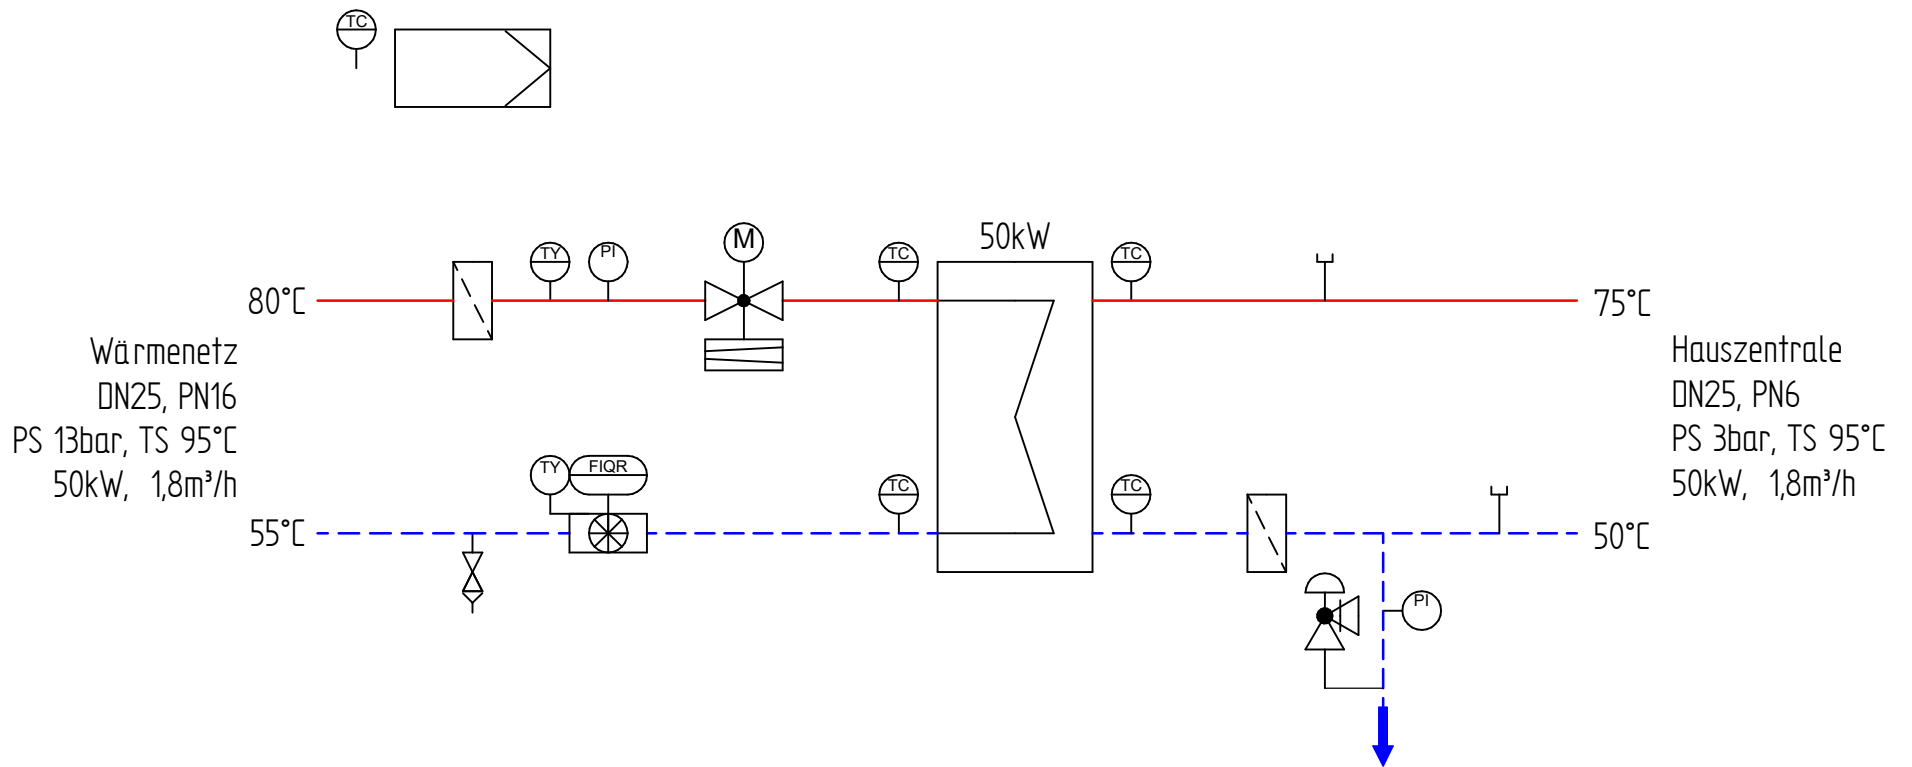 TC
50kW
M
TY
PI
TC
TC
80°C
75°C
Wärmenetz
DN25, PN16
PS 13bar, TS 95°C
50kW, 1,8m³/h
Hauszentrale
DN25, PN6
PS 3bar, TS 95°C
50kW, 1,8m³/h
TY
FIQR
TC
TC
55°C
50°C
PI